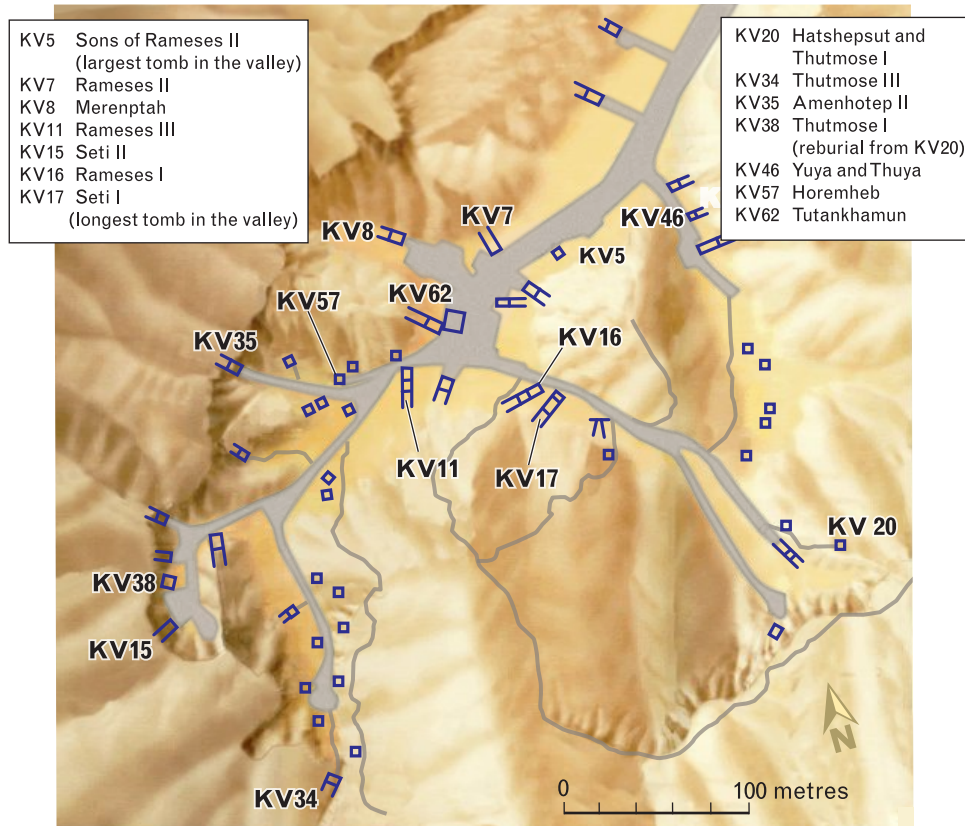 KV5 Sons of Rameses II
(largest tomb in the valley)
KV7 Rameses II
KV8 Merenptah
KV11 Rameses III
KV15 Seti II
KV16 Rameses I
KV17 Seti I
(longest tomb in the valley)
KV20 Hatshepsut and
Thutmose I
KV34 Thutmose III
KV35 Amenhotep II
KV38 Thutmose I
(reburial from KV20)
KV46 Yuya and Thuya
KV57 Horemheb
KV62 Tutankhamun
KV8
KV7
KV46
KV5
KV62
KV57
KV35
KV16
KV11
KV17
KV 20
KV38
KV15
KV34
N
0 100 metres